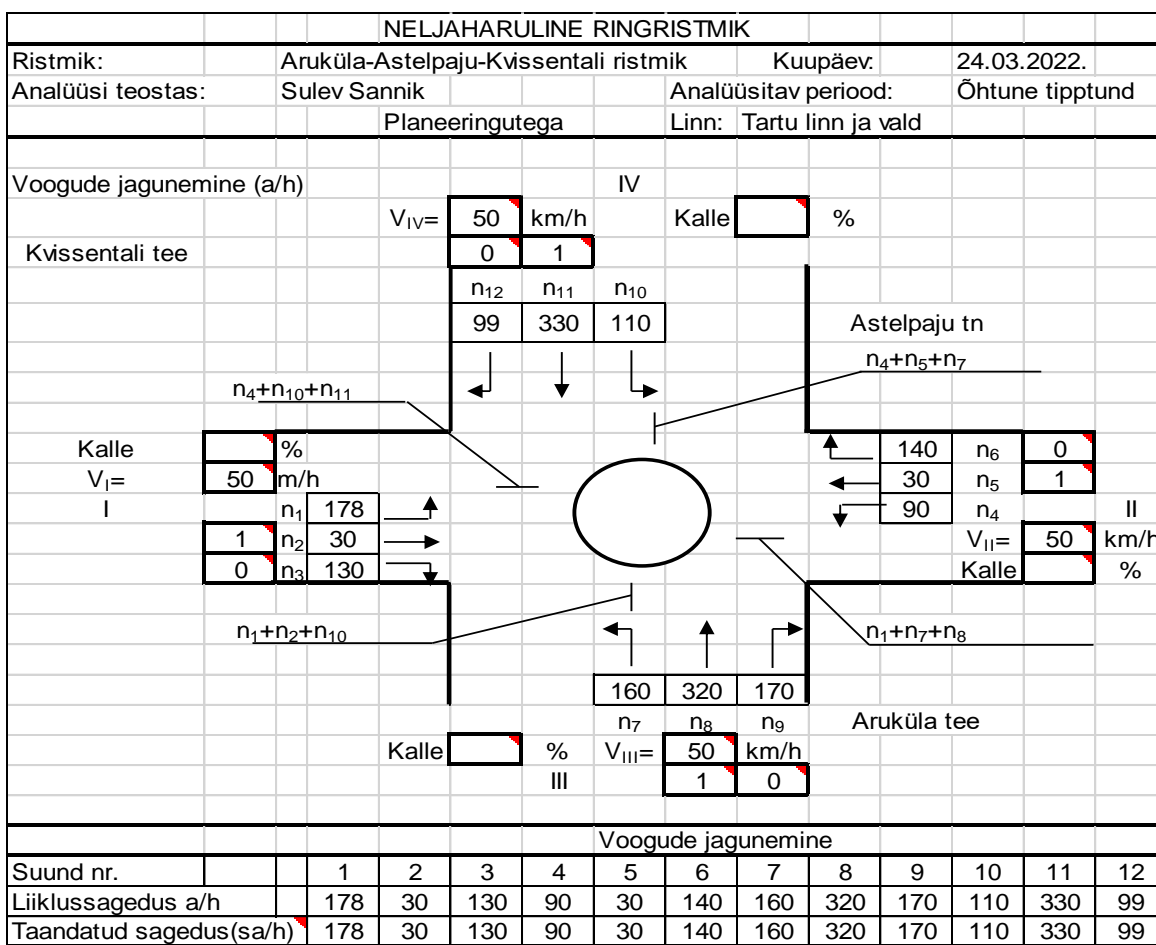 NELJAHARULINE RINGRISTMIK
Ristmik: Aruküla-Astelpaju-Kvissentali ristmik Kuupäev: 24.03.2022.
Analüüsi teostas: Sulev Sannik Analüüsitav periood: Õhtune tipptund
Planeeringutega Linn: Tartu linn ja vald
Voogude jagunemine (a/h) IV
VIV= 50 km/h Kalle %
Kvissentali tee 0 1
n12 n11 n10
99 330 110 Astelpaju tn
n4+n5+n7
n4+n10+n11
Kalle % 140 n6 0
VI= 50 m/h 30 n5 1
I n1 178 90 n4 II
1 n2 30 VII= 50 km/h
0 n3 130 Kalle %
n1+n2+n10 n1+n7+n8
160 320 170
n7 n8 n9 Aruküla tee
Kalle % VIII= 50 km/h
III 1 0
Voogude jagunemine
Suund nr. 1 2 3 4 5 6 7 8 9 10 11 12
Liiklussagedus a/h 178 30 130 90 30 140 160 320 170 110 330 99
Taandatud sagedus(sa/h) 178 30 130 90 30 140 160 320 170 110 330 99